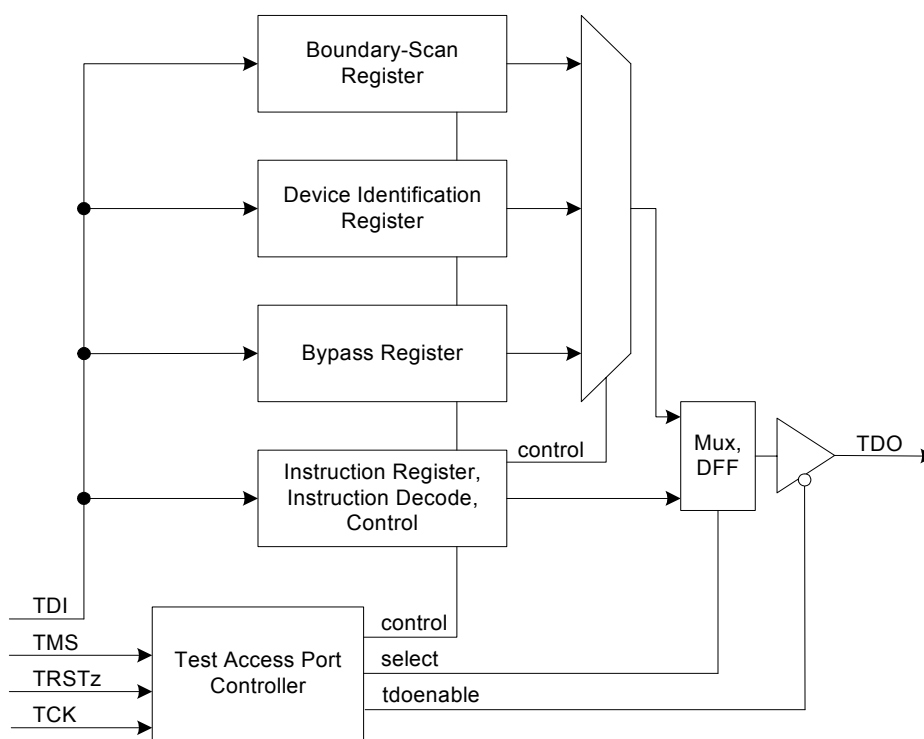 Boundary-Scan
Register
Device Identification
Register
Bypass Register
control
Mux,
DFF
TDO
Instruction Register,
Instruction Decode,
Control
TDI
TMS
TRSTz
TCK
Test Access Port
Controller
control
select
tdoenable